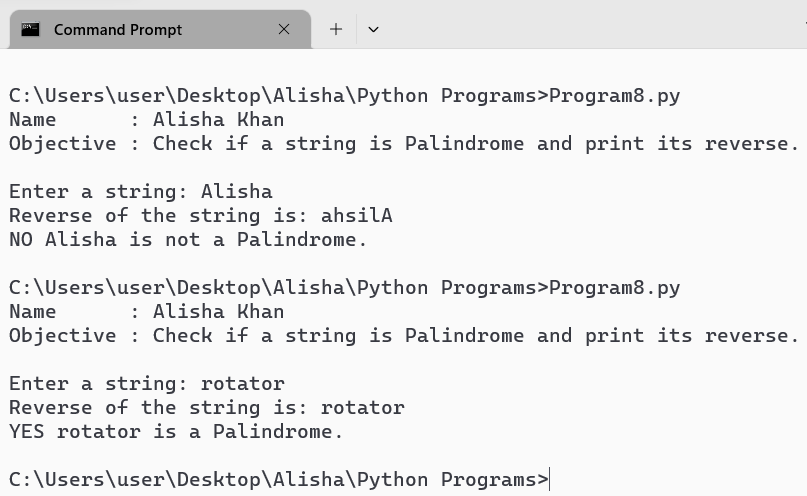 Command Prompt
C:\Users\user\Desktop\Alisha\Python Programs>Program8.py
Name      : Alisha Khan
Objective : Check if a string is Palindrome and print its reverse.
Enter a string: Alisha
Reverse of the string is: ahsilA
NO Alisha is not a Palindrome.
C:\Users\user\Desktop\Alisha\Python Programs>Program8.py
Name      : Alisha Khan
Objective : Check if a string is Palindrome and print its reverse.
Enter a string: rotator
Reverse of the string is: rotator
YES rotator is a Palindrome.
C:\Users\user\Desktop\Alisha\Python Programs>